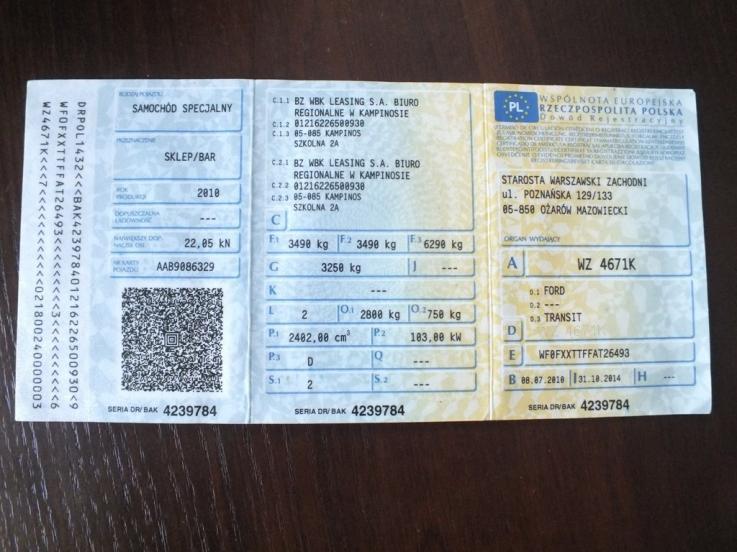 DRPOL1432<<<BAK4239784012162265009 30<9
WF0FXXTTFFAT26493<<<<<<<<<<<<<3<<<<<<<<<6
WZ4671K<<<7<<<<<<<<<<<<<021800240000003
RODZAJ POJAZDU
SAMOCHÓD SPECJALNY
PRZEZNACZENIE
SKLEP/BAR
ROK PRODUKCJI
2010
DOPUSZCZALNA ŁADOWNOŚĆ
---
NAJWIĘKSZY DOP. NACISK OSI
22,05 kN
NR KARTY POJAZDU
AAB9086329
SERIA DR/BAK 4239784
C.1.1 BZ WBK LEASING S.A. BIURO
REGIONALNE W KAMPINOSIE
C.1.2 01216226500930
C.1.3 05-085 KAMPINOS
SZKOLNA 2A
C.2.1 BZ WBK LEASING S.A. BIURO
REGIONALNE W KAMPINOSIE
C.2.2 01216226500930
C.2.3 05-085 KAMPINOS
SZKOLNA 2A
C
F.1 3490 kg F.2 3490 kg F.3 6290 kg
G 3250 kg J ---
K ---
L 2 O.1 2800 kg O.2 750 kg
P.1 2402,00 cm³ P.2 103,00 kW
P.3 D Q ---
S.1 2 S.2 ---
SERIA DR/BAK 4239784
PL
WSPÓLNOTA EUROPEJSKA
RZECZPOSPOLITA POLSKA
Dowód Rejestracyjny
STAROSTA WARSZAWSKI ZACHODNI
ul. POZNAŃSKA 129/133
05-850 OŻARÓW MAZOWIECKI
ORGAN WYDAJĄCY
A WZ 4671K
D.1 FORD
D.2 ---
D.3 TRANSIT
D
E WF0FXXTTFFAT26493
B 08.07.2010 I 31.10.2014 H ---
SERIA DR/BAK 4239784